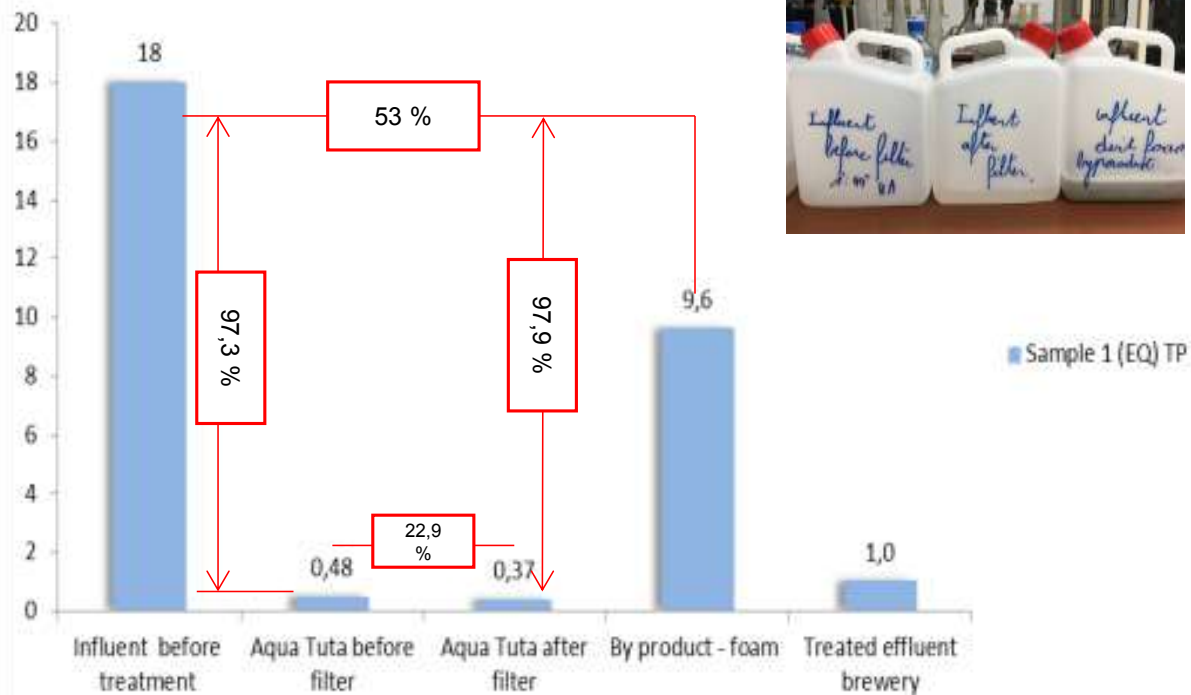 20
18
16
14
12
10
8
6
4
2
0
18
53 %
97,3 %
97,9 %
22,9
%
0,48
0,37
9,6
1,0
Influent before
treatment
Aqua Tuta before
filter
Aqua Tuta after
filter
By product - foam
Treated effluent
brewery
Sample 1 (EQ) TP
Influent
before filter
Influent
after
filter.
influent
byproduct